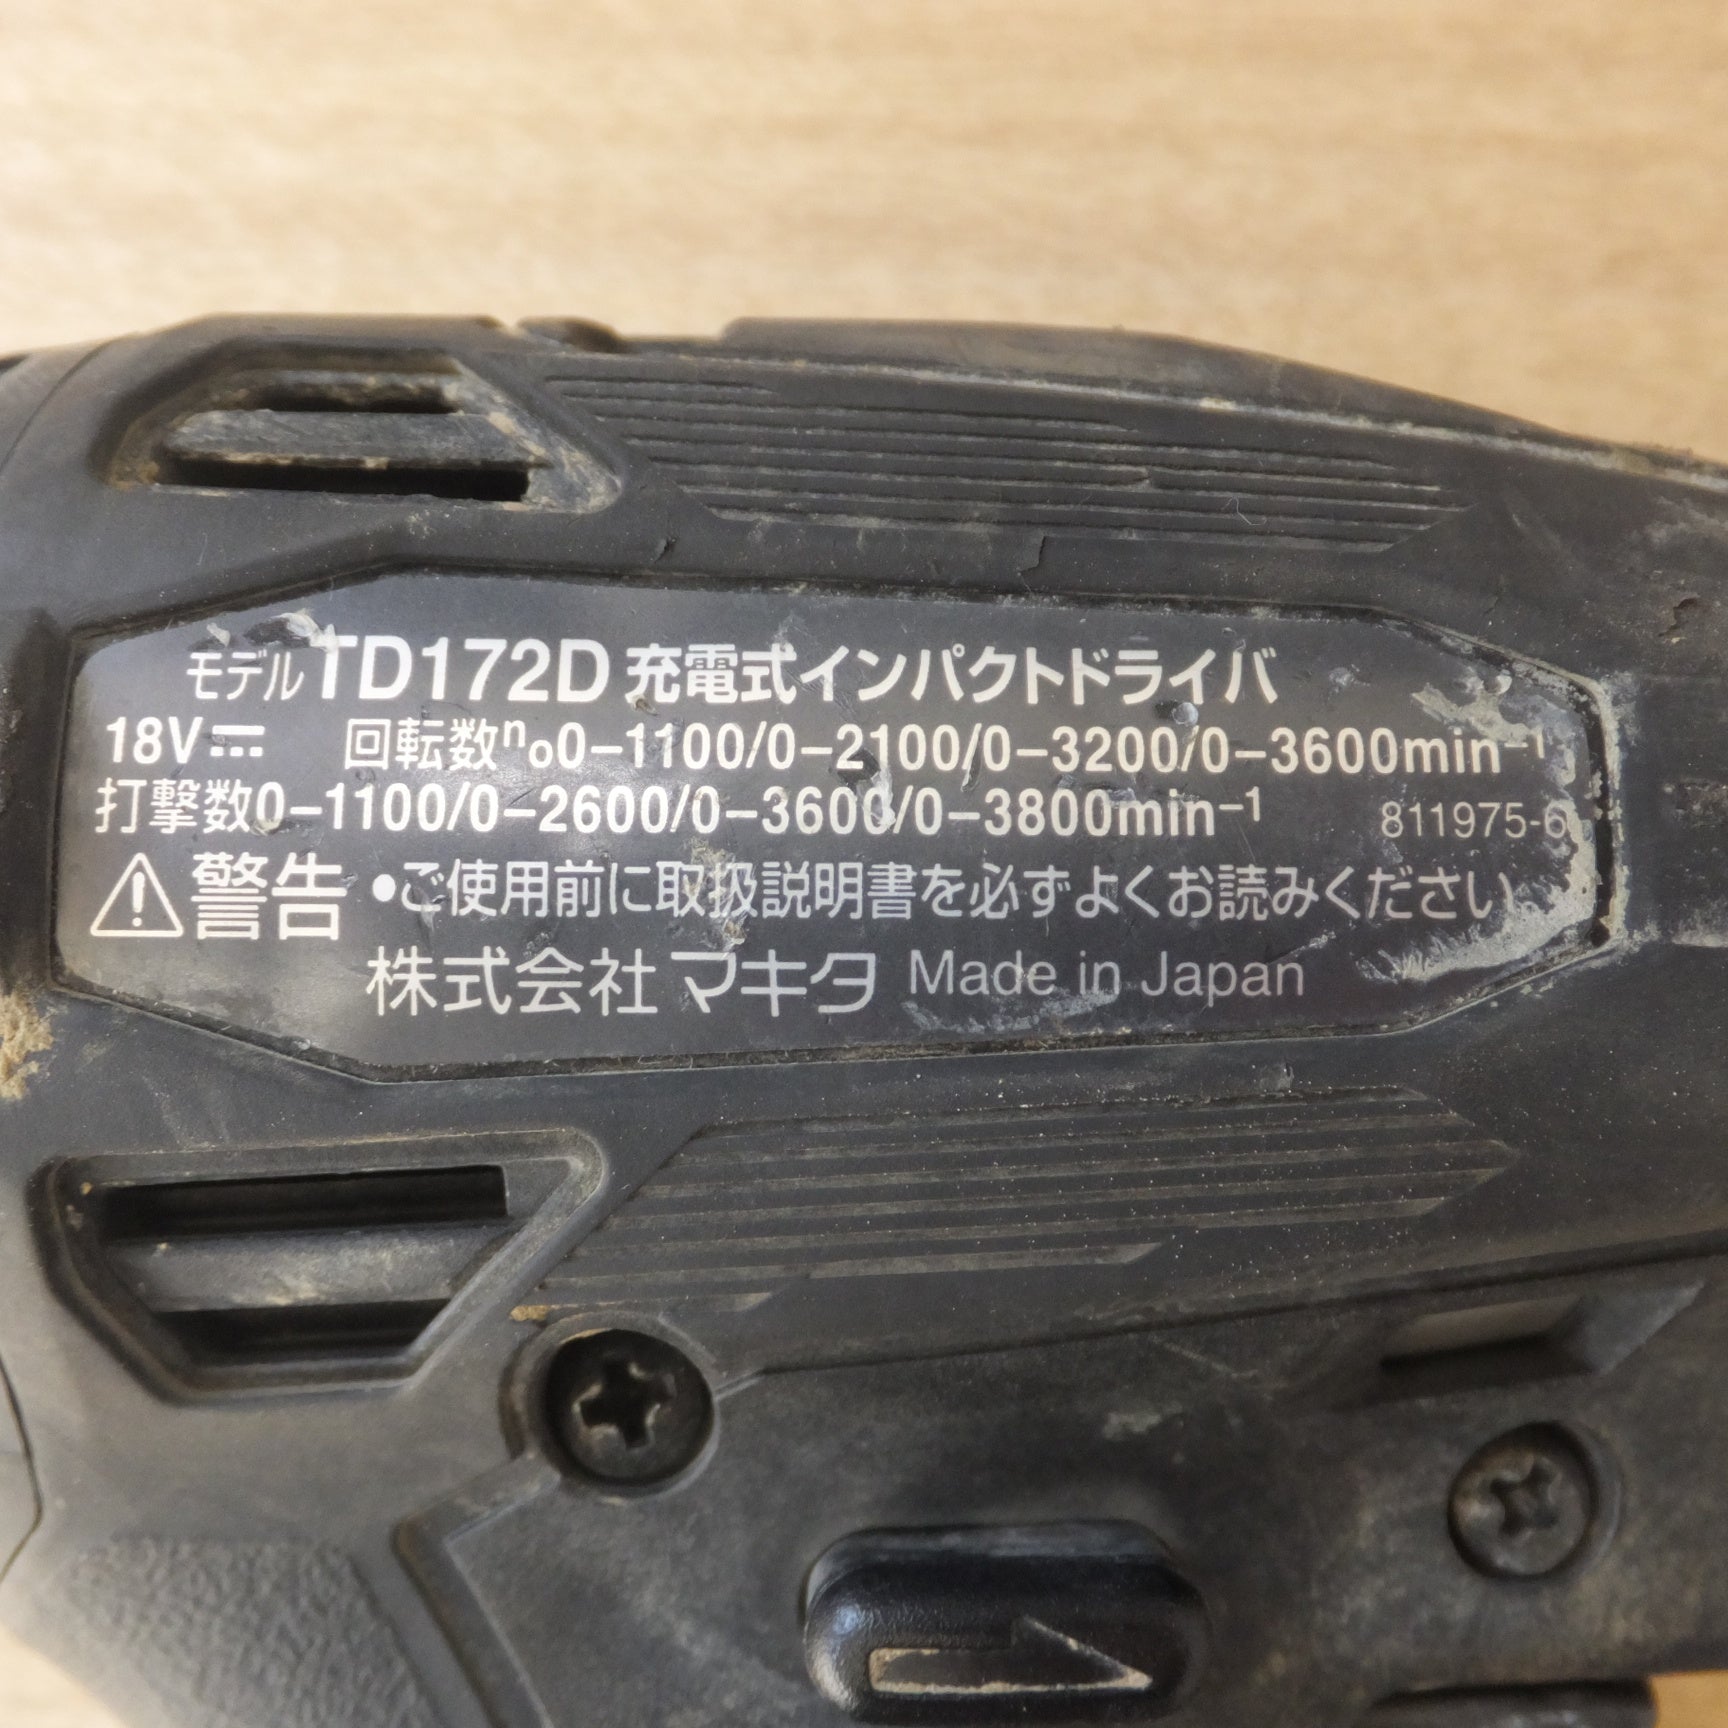 モデル TD172D 充電式インパクトドライバ
18V⎓ 回転数n₀0-1100/0-2100/0-3200/0-3600min⁻¹
打撃数0-1100/0-2600/0-3600/0-3800min⁻¹ 811975-6
⚠警告 •ご使用前に取扱説明書を必ずよくお読みください。
株式会社マキタ Made in Japan